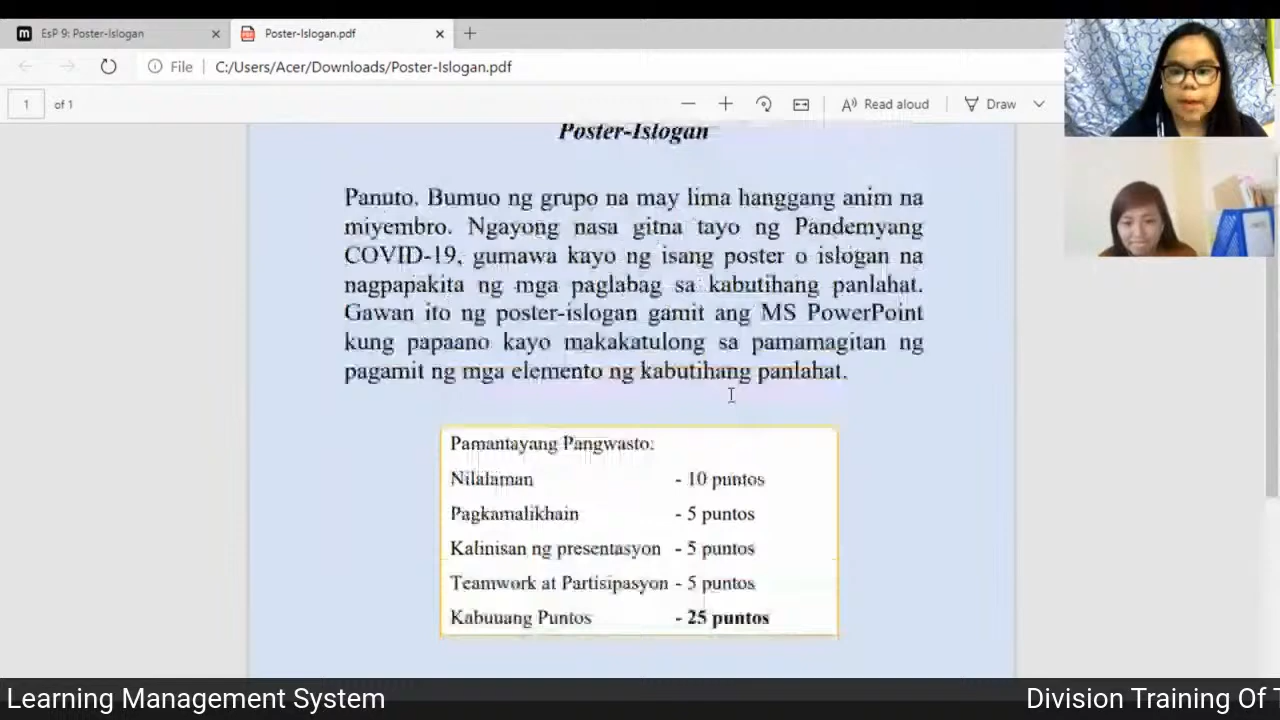 EsP 9: Poster-Islogan
Poster-Islogan.pdf
File
C:/Users/Acer/Downloads/Poster-Islogan.pdf
1 of 1
Read aloud
Draw
Poster-Islogan
Panuto. Bumuo ng grupo na may lima hanggang anim na
miyembro. Ngayong nasa gitna tayo ng Pandemyang
COVID-19, gumawa kayo ng isang poster o islogan na
nagpapakita ng mga paglabag sa kabutihang panlahat.
Gawan ito ng poster-islogan gamit ang MS PowerPoint
kung papaano kayo makakatulong sa pamamagitan ng
pagamit ng mga elemento ng kabutihang panlahat.
Pamantayang Pangwasto:
Nilalaman - 10 puntos
Pagkamalikhain - 5 puntos
Kalinisan ng presentasyon - 5 puntos
Teamwork at Partisipasyon - 5 puntos
Kabuuang Puntos - 25 puntos
Learning Management System
Division Training Of T